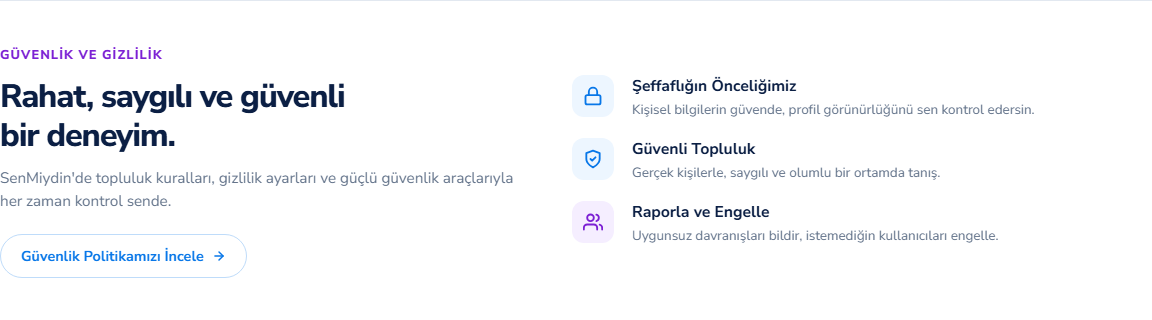 GÜVENLİK VE GİZLİLİK
Rahat, saygılı ve güvenli
bir deneyim.
SenMiydin'de topluluk kuralları, gizlilik ayarları ve güçlü güvenlik araçlarıyla
her zaman kontrol sende.
Güvenlik Politikamızı İncele →
Şeffaflığın Önceliğimiz
Kişisel bilgilerin güvende, profil görünürlüğünü sen kontrol edersin.
Güvenli Topluluk
Gerçek kişilerle, saygılı ve olumlu bir ortamda tanış.
Raporla ve Engelle
Uygunsuz davranışları bildir, istemediğin kullanıcıları engelle.